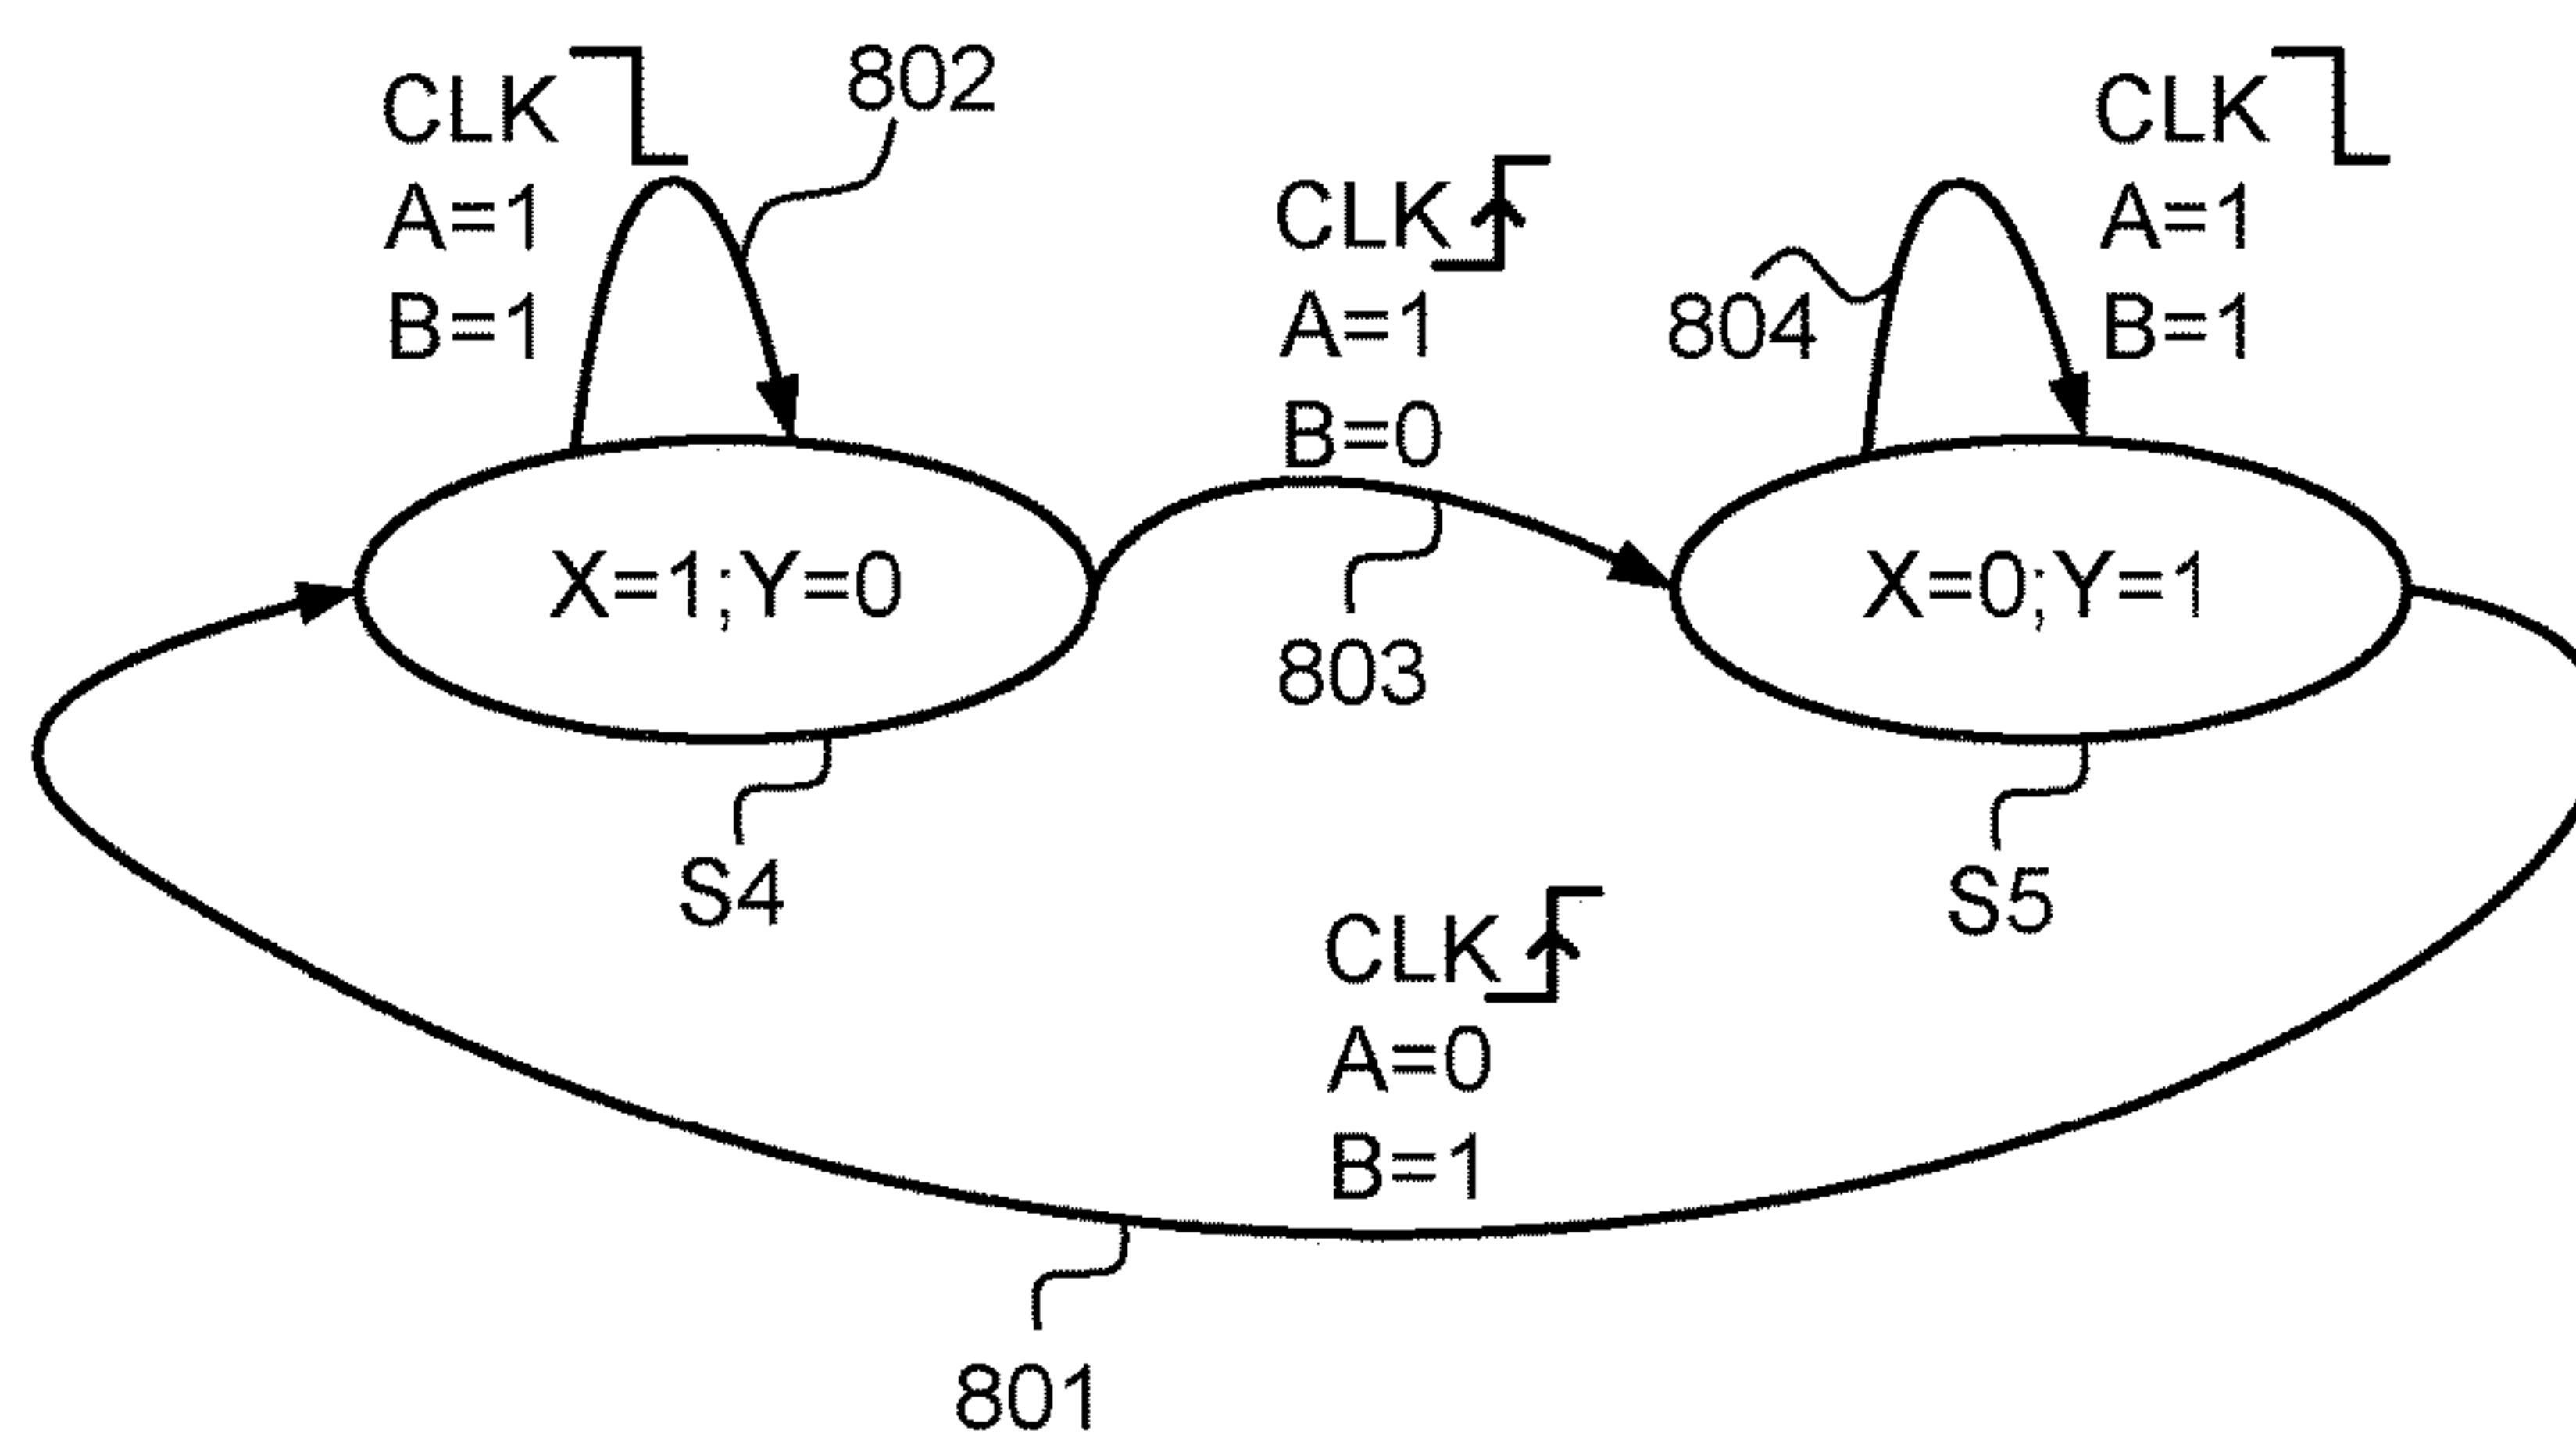 802
CLK
A=1
B=1
CLK
A=1
B=0
CLK
A=1
B=1
804
X=1;Y=0
X=0;Y=1
803
S4
S5
CLK
A=0
B=1
801